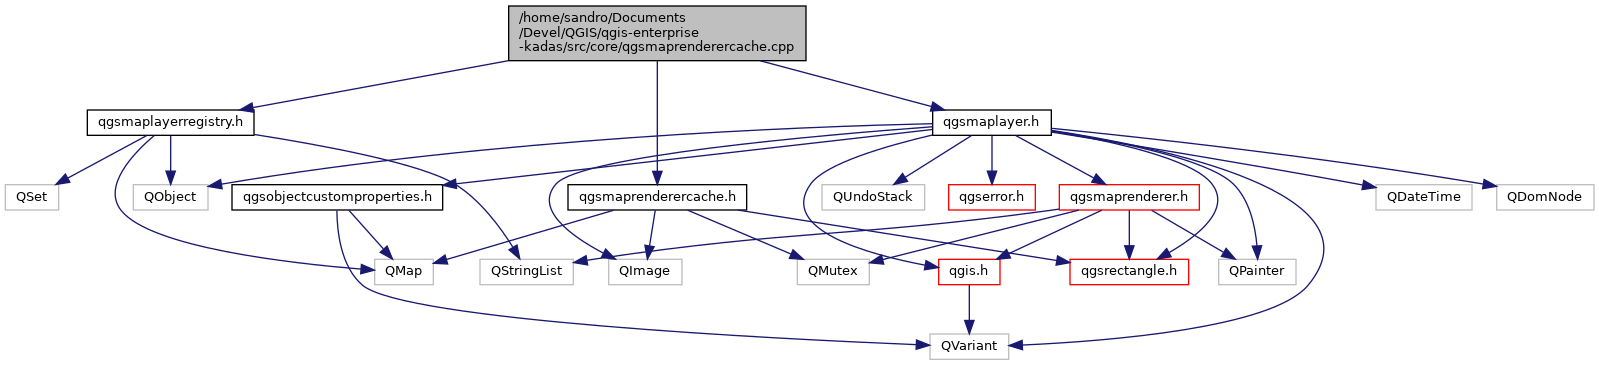 /home/sandro/Documents
/Devel/QGIS/qgis-enterprise
-kadas/src/core/qgsmaprenderercache.cpp
qgsmaplayerregistry.h
qgsmaplayer.h
QSet
QObject
qgsobjectcustomproperties.h
qgsmaprenderercache.h
QUndoStack
qgserror.h
qgsmaprenderer.h
QDateTime
QDomNode
QMap
QStringList
QImage
QMutex
qgis.h
qgsrectangle.h
QPainter
QVariant